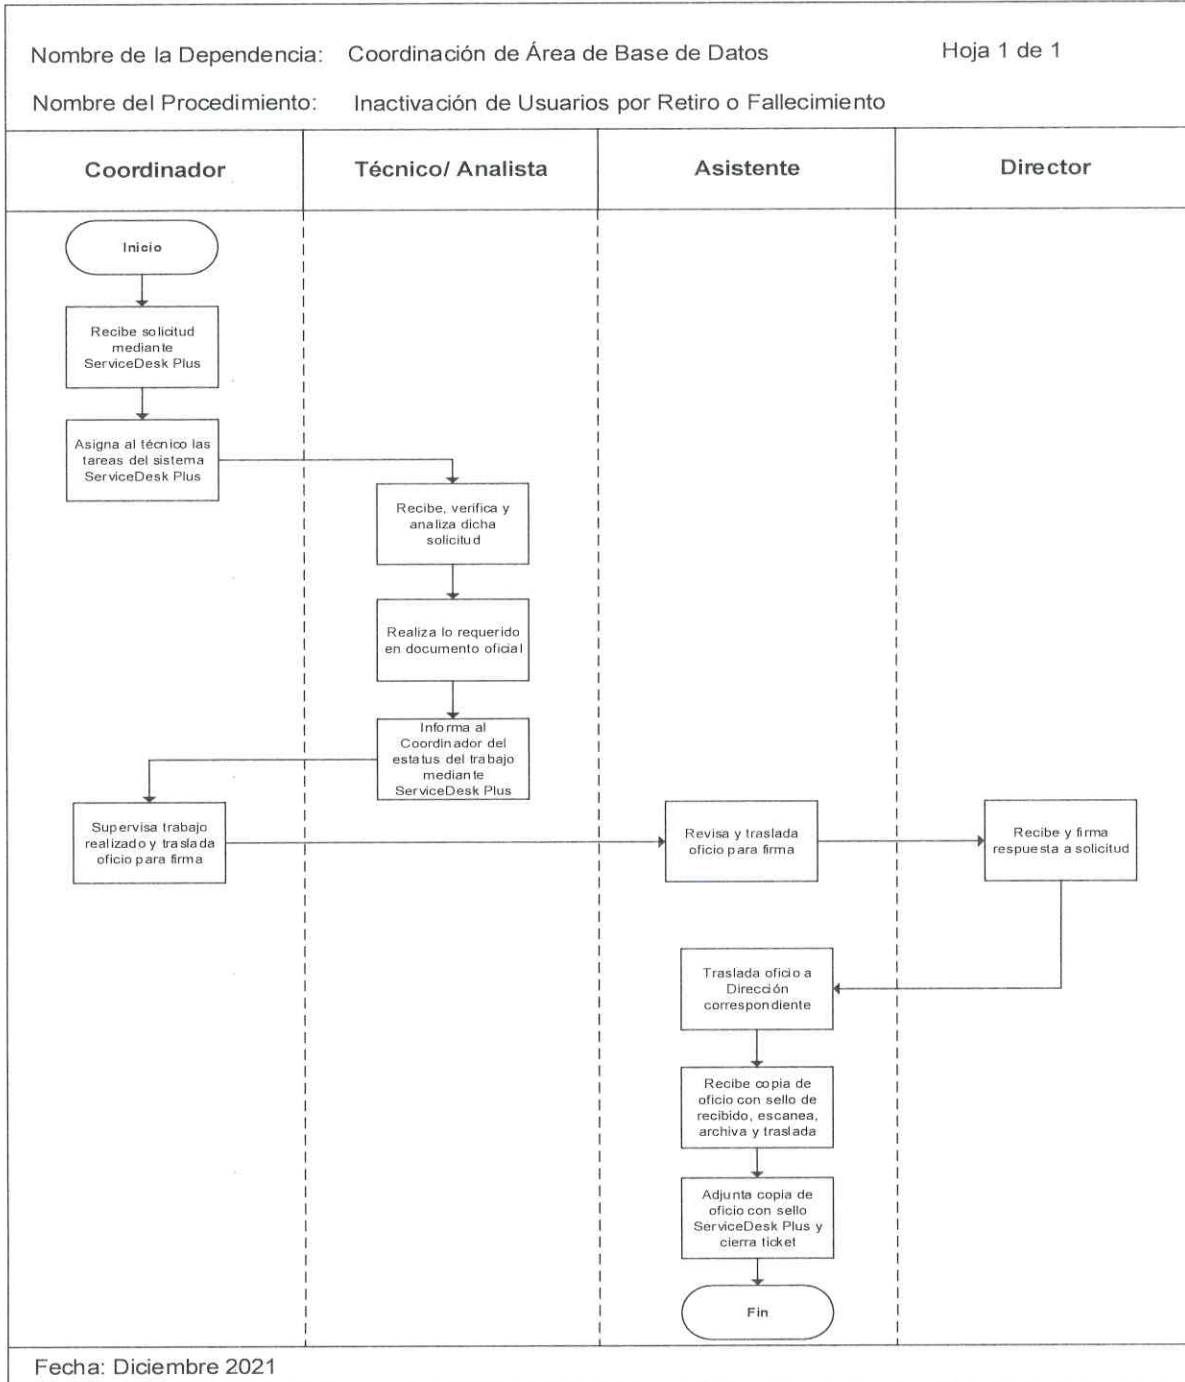 Nombre de la Dependencia: Coordinación de Área de Base de Datos Hoja 1 de 1
Nombre del Procedimiento: Inactivación de Usuarios por Retiro o Fallecimiento
Coordinador Técnico/ Analista Asistente Director
Inicio
Recibe solicitud
mediante
ServiceDesk Plus
Asigna al técnico las
tareas del sistema
ServiceDesk Plus
Recibe, verifica y
analiza dicha
solicitud
Realiza lo requerido
en documento oficial
Informa al
Coordinador del
estatus del trabajo
mediante
ServiceDesk Plus
Supervisa trabajo
realizado y traslada
oficio para firma
Revisa y traslada
oficio para firma
Recibe y firma
respuesta a solicitud
Traslada oficio a
Dirección
correspondiente
Recibe copia de
oficio con sello de
recibido, escanea,
archiva y traslada
Adjunta copia de
oficio con sello
ServiceDesk Plus y
cierra ticket
Fin
Fecha: Diciembre 2021